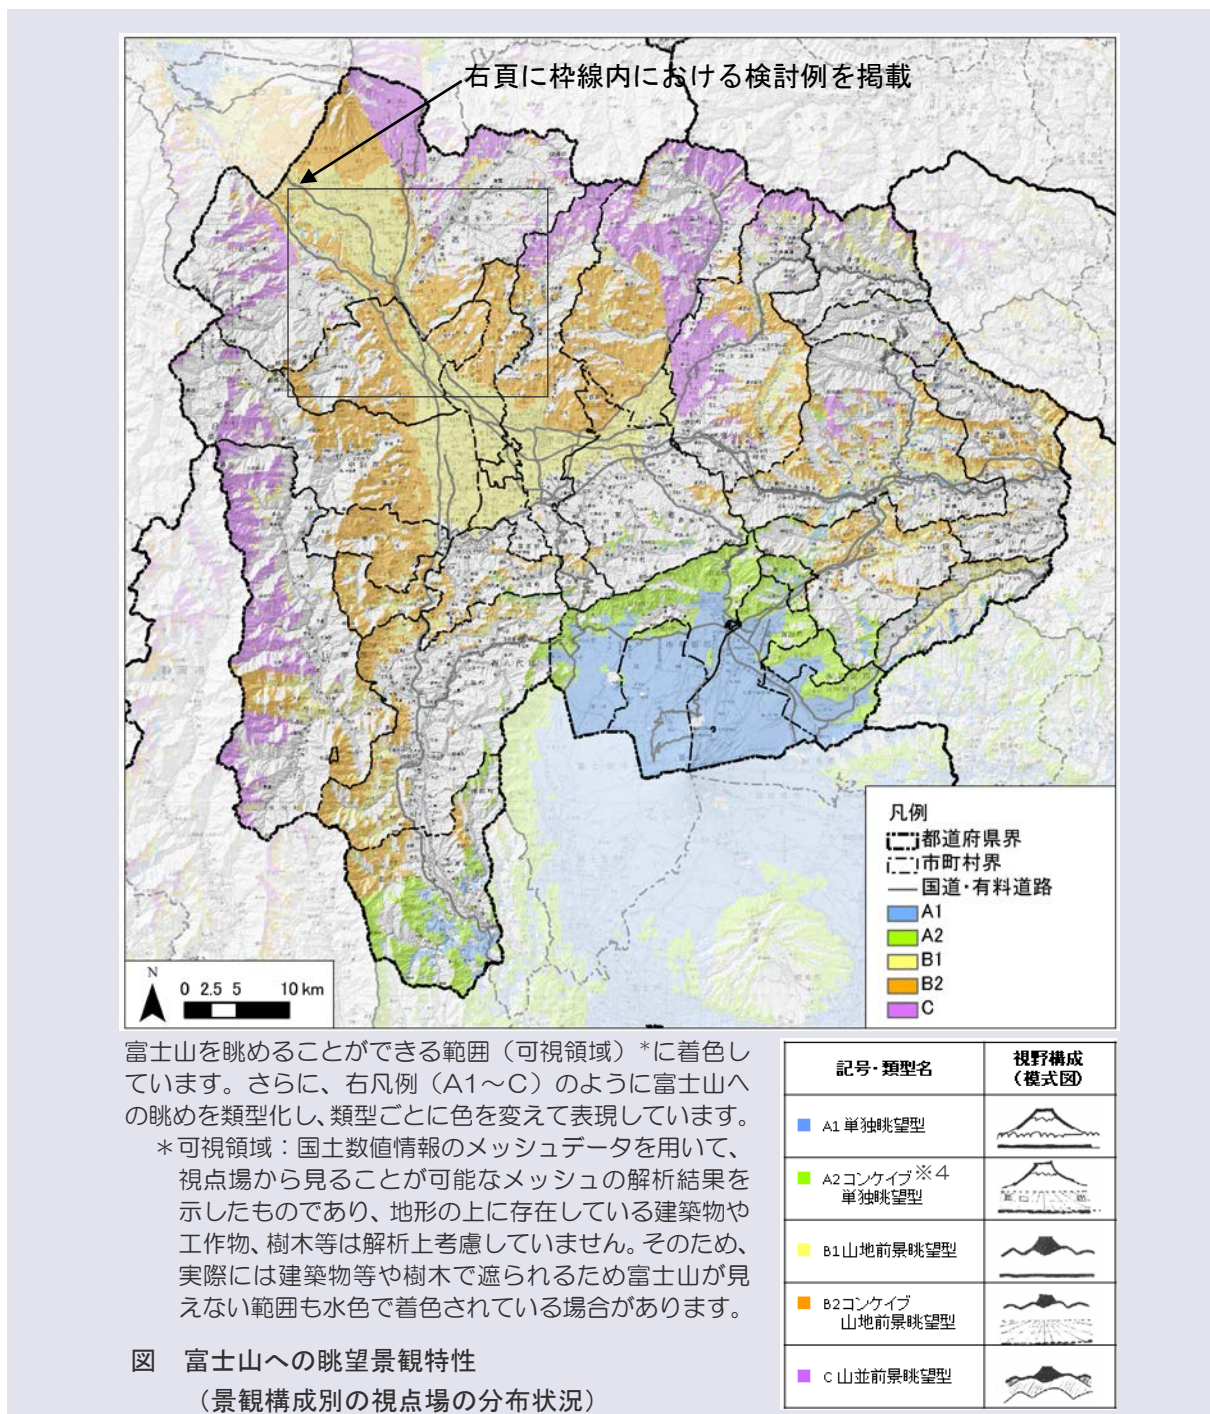 右頁に枠線内における検討例を掲載
凡例
都道府県界
市町村界
国道・有料道路
A1
A2
B1
B2
C
N
0 2.5 5 10 km
富士山を眺めることができる範囲（可視領域）*に着色し
ています。さらに、右凡例（A1～C）のように富士山へ
の眺めを類型化し、類型ごとに色を変えて表現しています。
＊可視領域：国土数値情報のメッシュデータを用いて、
視点場から見ることが可能なメッシュの解析結果を
示したものであり、地形の上に存在している建築物や
工作物、樹木等は解析上考慮していません。そのため、
実際には建築物等や樹木で遮られるため富士山が見
えない範囲も水色で着色されている場合があります。
図　富士山への眺望景観特性
（景観構成別の視点場の分布状況）
記号・類型名 視野構成
（模式図）
A1 単独眺望型
A2コンケイブ※4
単独眺望型
B1 山地前景眺望型
B2コンケイブ
山地前景眺望型
C 山並前景眺望型